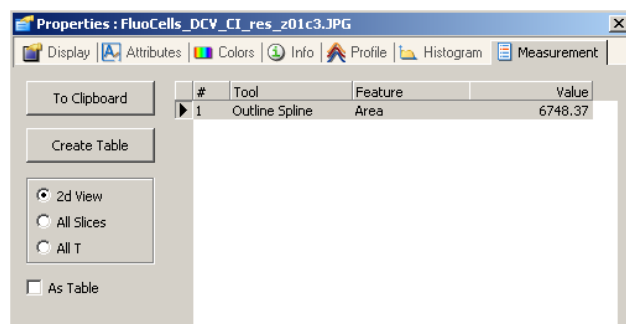 Properties : FluoCells_DCV_CI_res_z01c3.JPG
Display Attributes Colors Info Profile Histogram Measurement
To Clipboard
Create Table
2d View
All Slices
All T
As Table
# Tool Feature Value
1 Outline Spline Area 6748.37